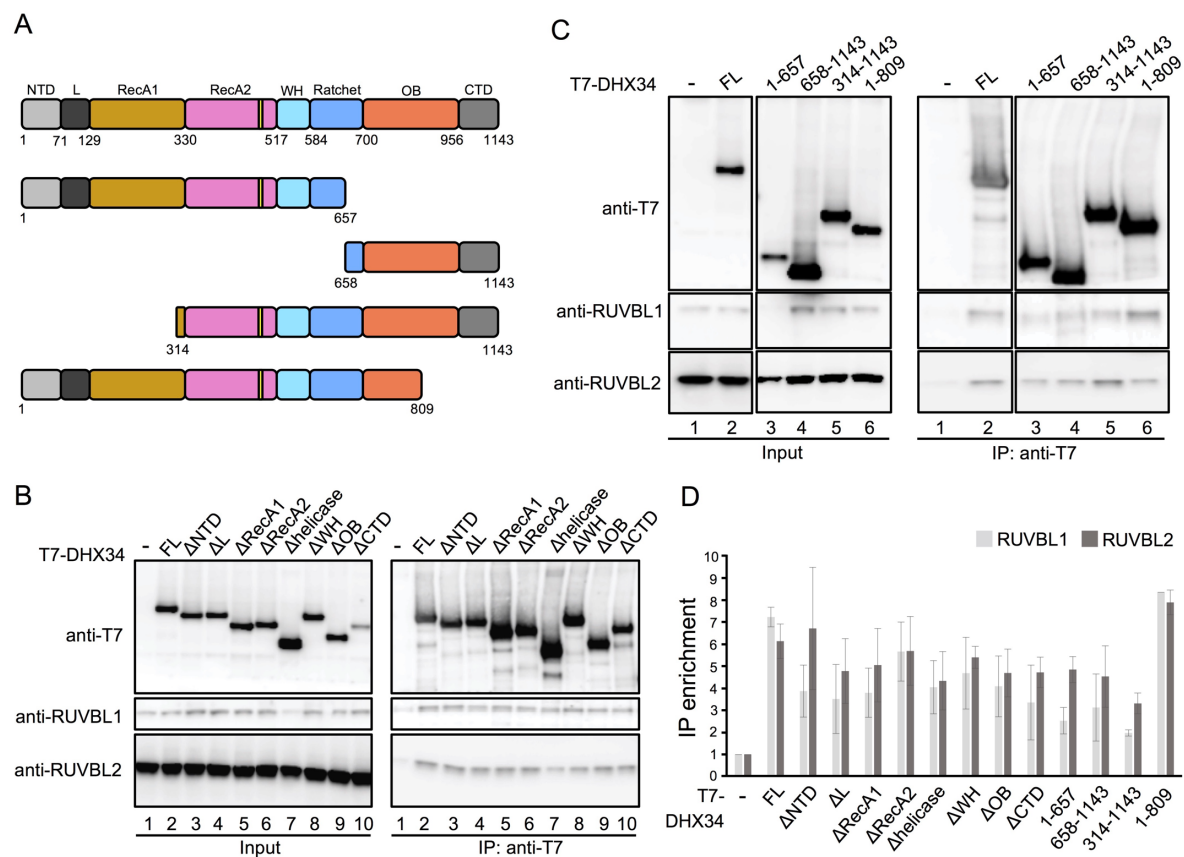 A
NTD L RecA1 RecA2 WH Ratchet OB CTD
1 71 129 330 517 584 700 956 1143
1 657
658 1143
314 1143
1 809
B
T7-DHX34 - FL ΔNTD ΔL ΔRecA1 ΔRecA2 Δhelicase ΔWH ΔOB ΔCTD - FL ΔNTD ΔL ΔRecA1 ΔRecA2 Δhelicase ΔWH ΔOB ΔCTD
anti-T7
anti-RUVBL1
anti-RUVBL2
1 2 3 4 5 6 7 8 9 10 1 2 3 4 5 6 7 8 9 10
Input IP: anti-T7
C
T7-DHX34 - FL 1-657 658-1143 314-1143 1-809 - FL 1-657 658-1143 314-1143 1-809
anti-T7
anti-RUVBL1
anti-RUVBL2
1 2 3 4 5 6 1 2 3 4 5 6
Input IP: anti-T7
D
RUVBL1 RUVBL2
IP enrichment
10
9
8
7
6
5
4
3
2
1
0
T7-DHX34 - FL ΔNTD ΔL ΔRecA1 ΔRecA2 Δhelicase ΔWH ΔOB ΔCTD 1-657 658-1143 314-1143 1-809